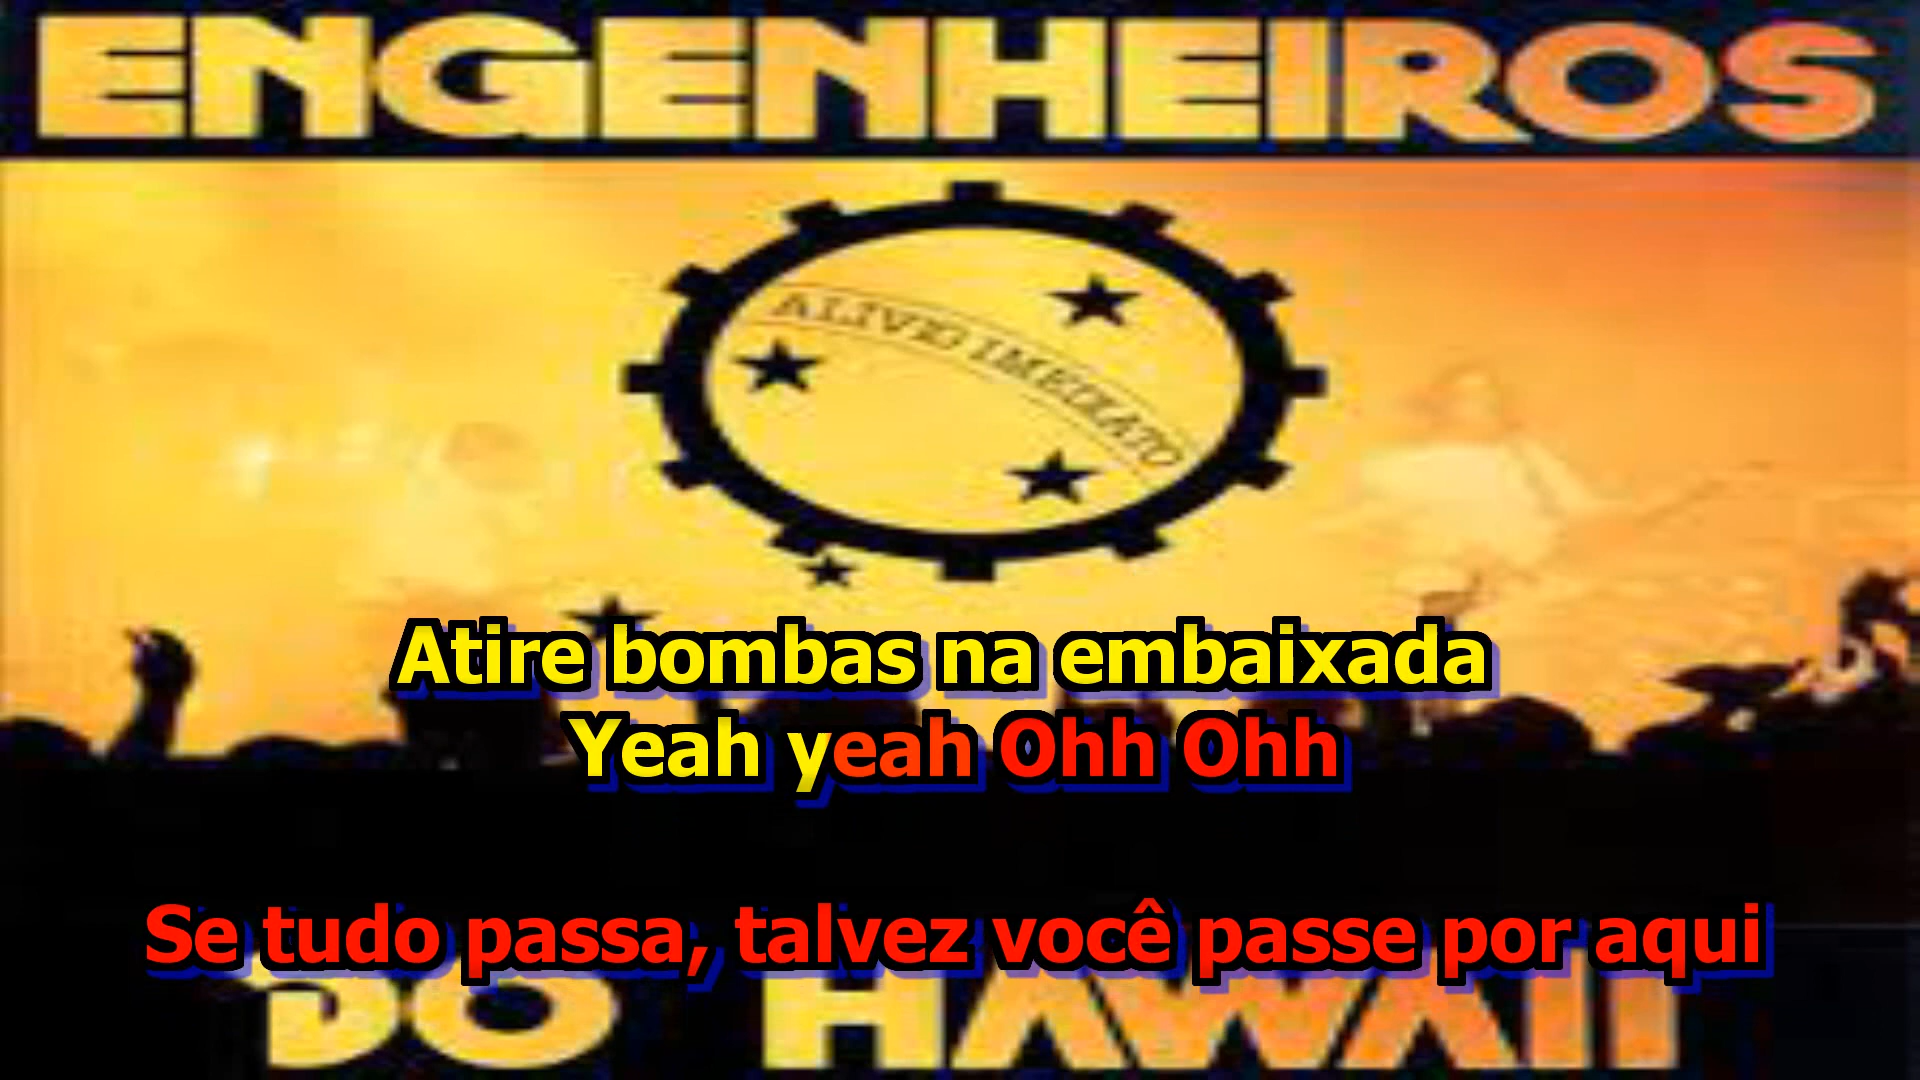 ENGENHEIROS
ALIVIO IMEDIATO
Atire bombas na embaixada
Yeah yeah Ohh Ohh
Se tudo passa, talvez você passe por aqui
DO HAWAII